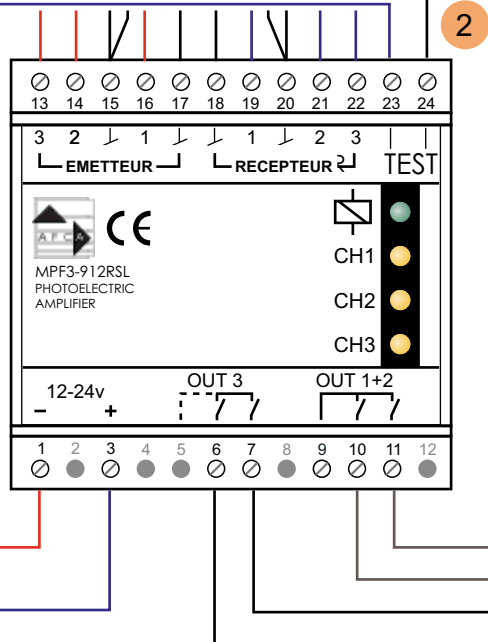 2
13 14 15 16 17 18 19 20 21 22 23 24
3 2 1 1 2 3
EMETTEUR RECEPTEUR TEST
AFCA CE
MPF3-912RSL
PHOTOELECTRIC
AMPLIFIER
CH1
CH2
CH3
12-24v OUT 3 OUT 1+2
− +
1 2 3 4 5 6 7 8 9 10 11 12